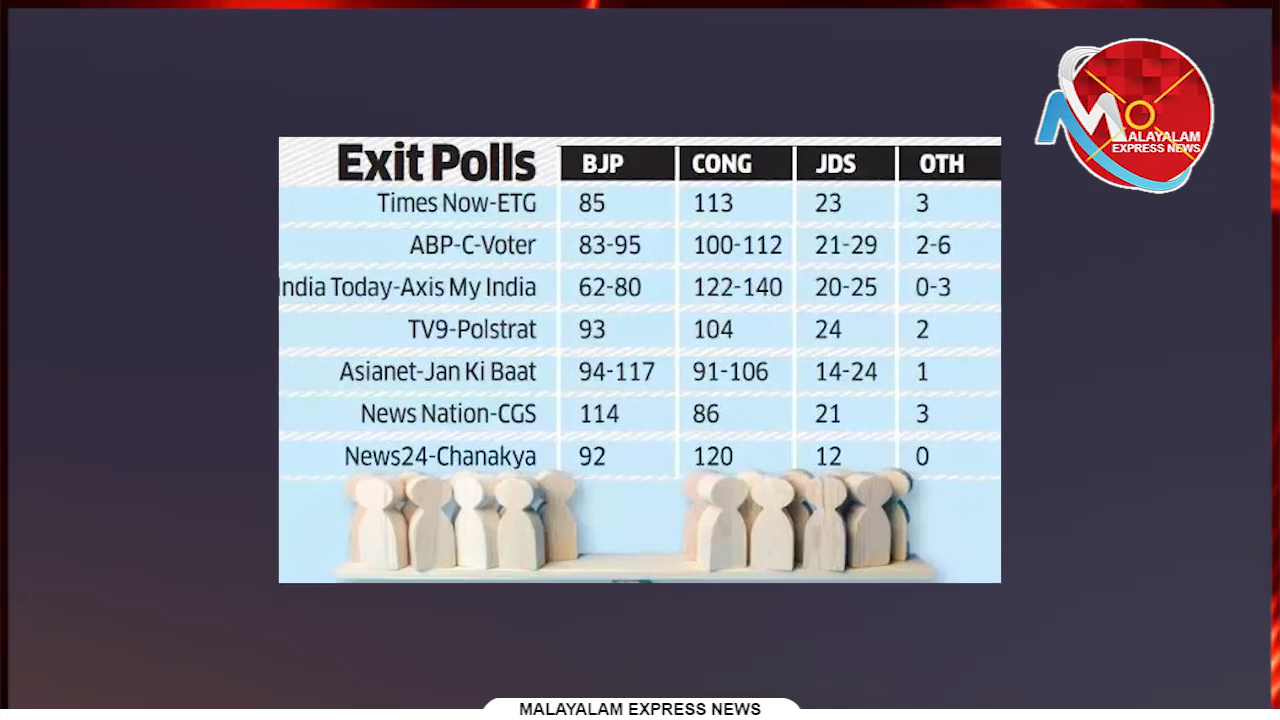 MALAYALAM
EXPRESS NEWS
Exit Polls BJP CONG JDS OTH
Times Now-ETG 85 113 23 3
ABP-C-Voter 83-95 100-112 21-29 2-6
India Today-Axis My India 62-80 122-140 20-25 0-3
TV9-Polstrat 93 104 24 2
Asianet-Jan Ki Baat 94-117 91-106 14-24 1
News Nation-CGS 114 86 21 3
News24-Chanakya 92 120 12 0
MALAYALAM EXPRESS NEWS